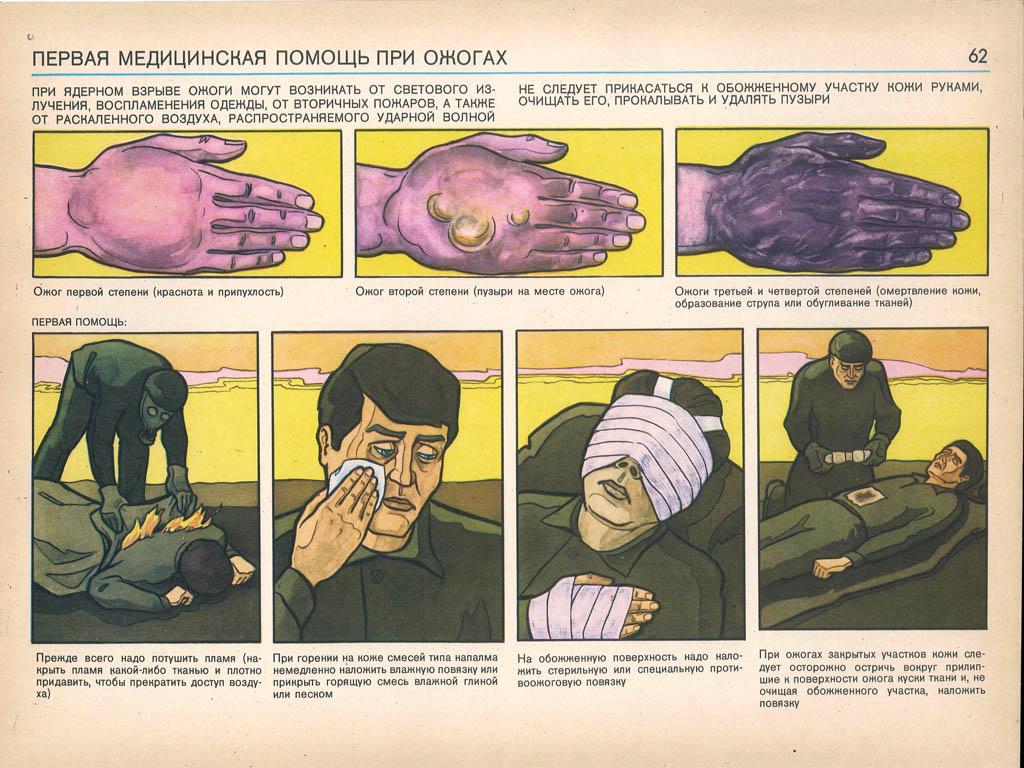 ПЕРВАЯ МЕДИЦИНСКАЯ ПОМОЩЬ ПРИ ОЖОГАХ
62
ПРИ ЯДЕРНОМ ВЗРЫВЕ ОЖОГИ МОГУТ ВОЗНИКАТЬ ОТ СВЕТОВОГО ИЗ-
ЛУЧЕНИЯ, ВОСПЛАМЕНЕНИЯ ОДЕЖДЫ, ОТ ВТОРИЧНЫХ ПОЖАРОВ, А ТАКЖЕ
ОТ РАСКАЛЕННОГО ВОЗДУХА, РАСПРОСТРАНЯЕМОГО УДАРНОЙ ВОЛНОЙ
НЕ СЛЕДУЕТ ПРИКАСАТЬСЯ К ОБОЖЖЕННОМУ УЧАСТКУ КОЖИ РУКАМИ,
ОЧИЩАТЬ ЕГО, ПРОКАЛЫВАТЬ И УДАЛЯТЬ ПУЗЫРИ
Ожог первой степени (краснота и припухлость)
Ожог второй степени (пузыри на месте ожога)
Ожоги третьей и четвертой степеней (омертвление кожи,
образование струпа или обугливание тканей)
ПЕРВАЯ ПОМОЩЬ:
Прежде всего надо потушить пламя (на-
крыть пламя какой-либо тканью и плотно
придавить, чтобы прекратить доступ возду-
ха)
При горении на коже смесей типа напалма
немедленно наложить влажную повязку или
прикрыть горящую смесь влажной глиной
или песком
На обожженную поверхность надо нало-
жить стерильную или специальную проти-
воожоговую повязку
При ожогах закрытых участков кожи сле-
дует осторожно остричь вокруг прилип-
шие к поверхности ожога куски ткани и, не
очищая обожженного участка, наложить
повязку